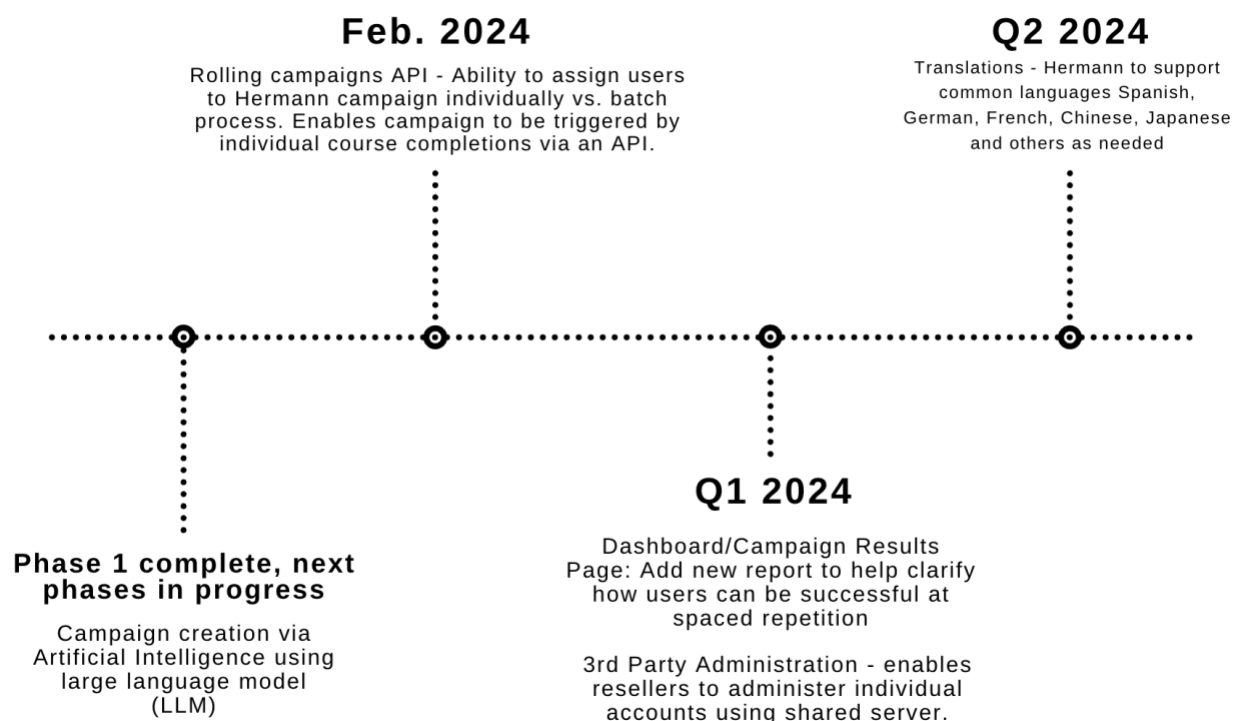 Feb. 2024
Rolling campaigns API - Ability to assign users
to Hermann campaign individually vs. batch
process. Enables campaign to be triggered by
individual course completions via an API.
Q2 2024
Translations - Hermann to support
common languages Spanish,
German, French, Chinese, Japanese
and others as needed
Phase 1 complete, next
phases in progress
Campaign creation via
Artificial Intelligence using
large language model
(LLM)
Q1 2024
Dashboard/Campaign Results
Page: Add new report to help clarify
how users can be successful at
spaced repetition
3rd Party Administration - enables
resellers to administer individual
accounts using shared server.